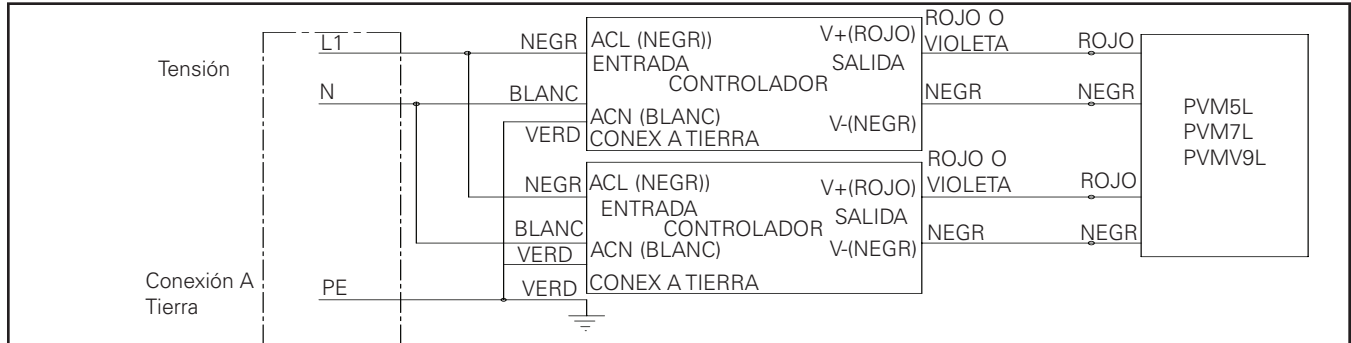 Tensión
L1
N
Conexión A
Tierra
PE
NEGR
BLANC
VERD
ACL (NEGR))
ENTRADA
CONTROLADOR
ACN (BLANC)
CONEX A TIERRA
V+(ROJO)
SALIDA
V-(NEGR)
ROJO O
VIOLETA
ROJO
NEGR
NEGR
NEGR
BLANC
VERD
VERD
ACL (NEGR))
ENTRADA
CONTROLADOR
ACN (BLANC)
CONEX A TIERRA
V+(ROJO)
SALIDA
V-(NEGR)
ROJO O
VIOLETA
ROJO
NEGR
NEGR
PVM5L
PVM7L
PVMV9L